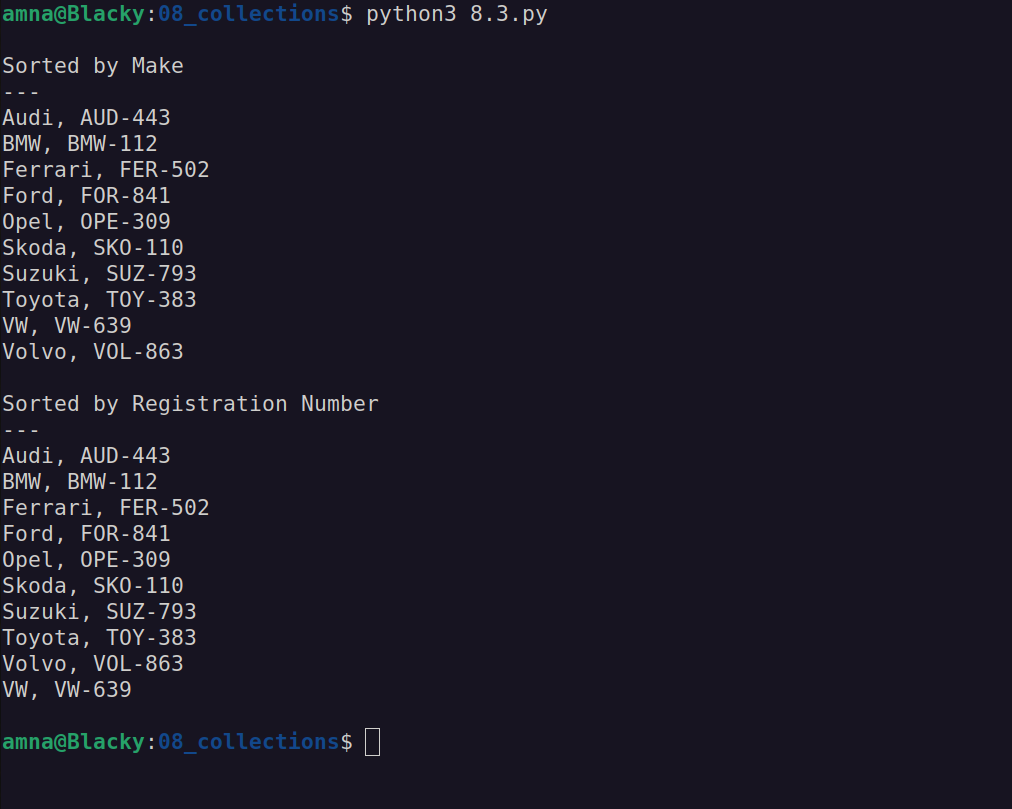 amna@Blacky:08_collections$ python3 8.3.py
Sorted by Make
---
Audi, AUD-443
BMW, BMW-112
Ferrari, FER-502
Ford, FOR-841
Opel, OPE-309
Skoda, SKO-110
Suzuki, SUZ-793
Toyota, TOY-383
VW, VW-639
Volvo, VOL-863
Sorted by Registration Number
---
Audi, AUD-443
BMW, BMW-112
Ferrari, FER-502
Ford, FOR-841
Opel, OPE-309
Skoda, SKO-110
Suzuki, SUZ-793
Toyota, TOY-383
Volvo, VOL-863
VW, VW-639
amna@Blacky:08_collections$